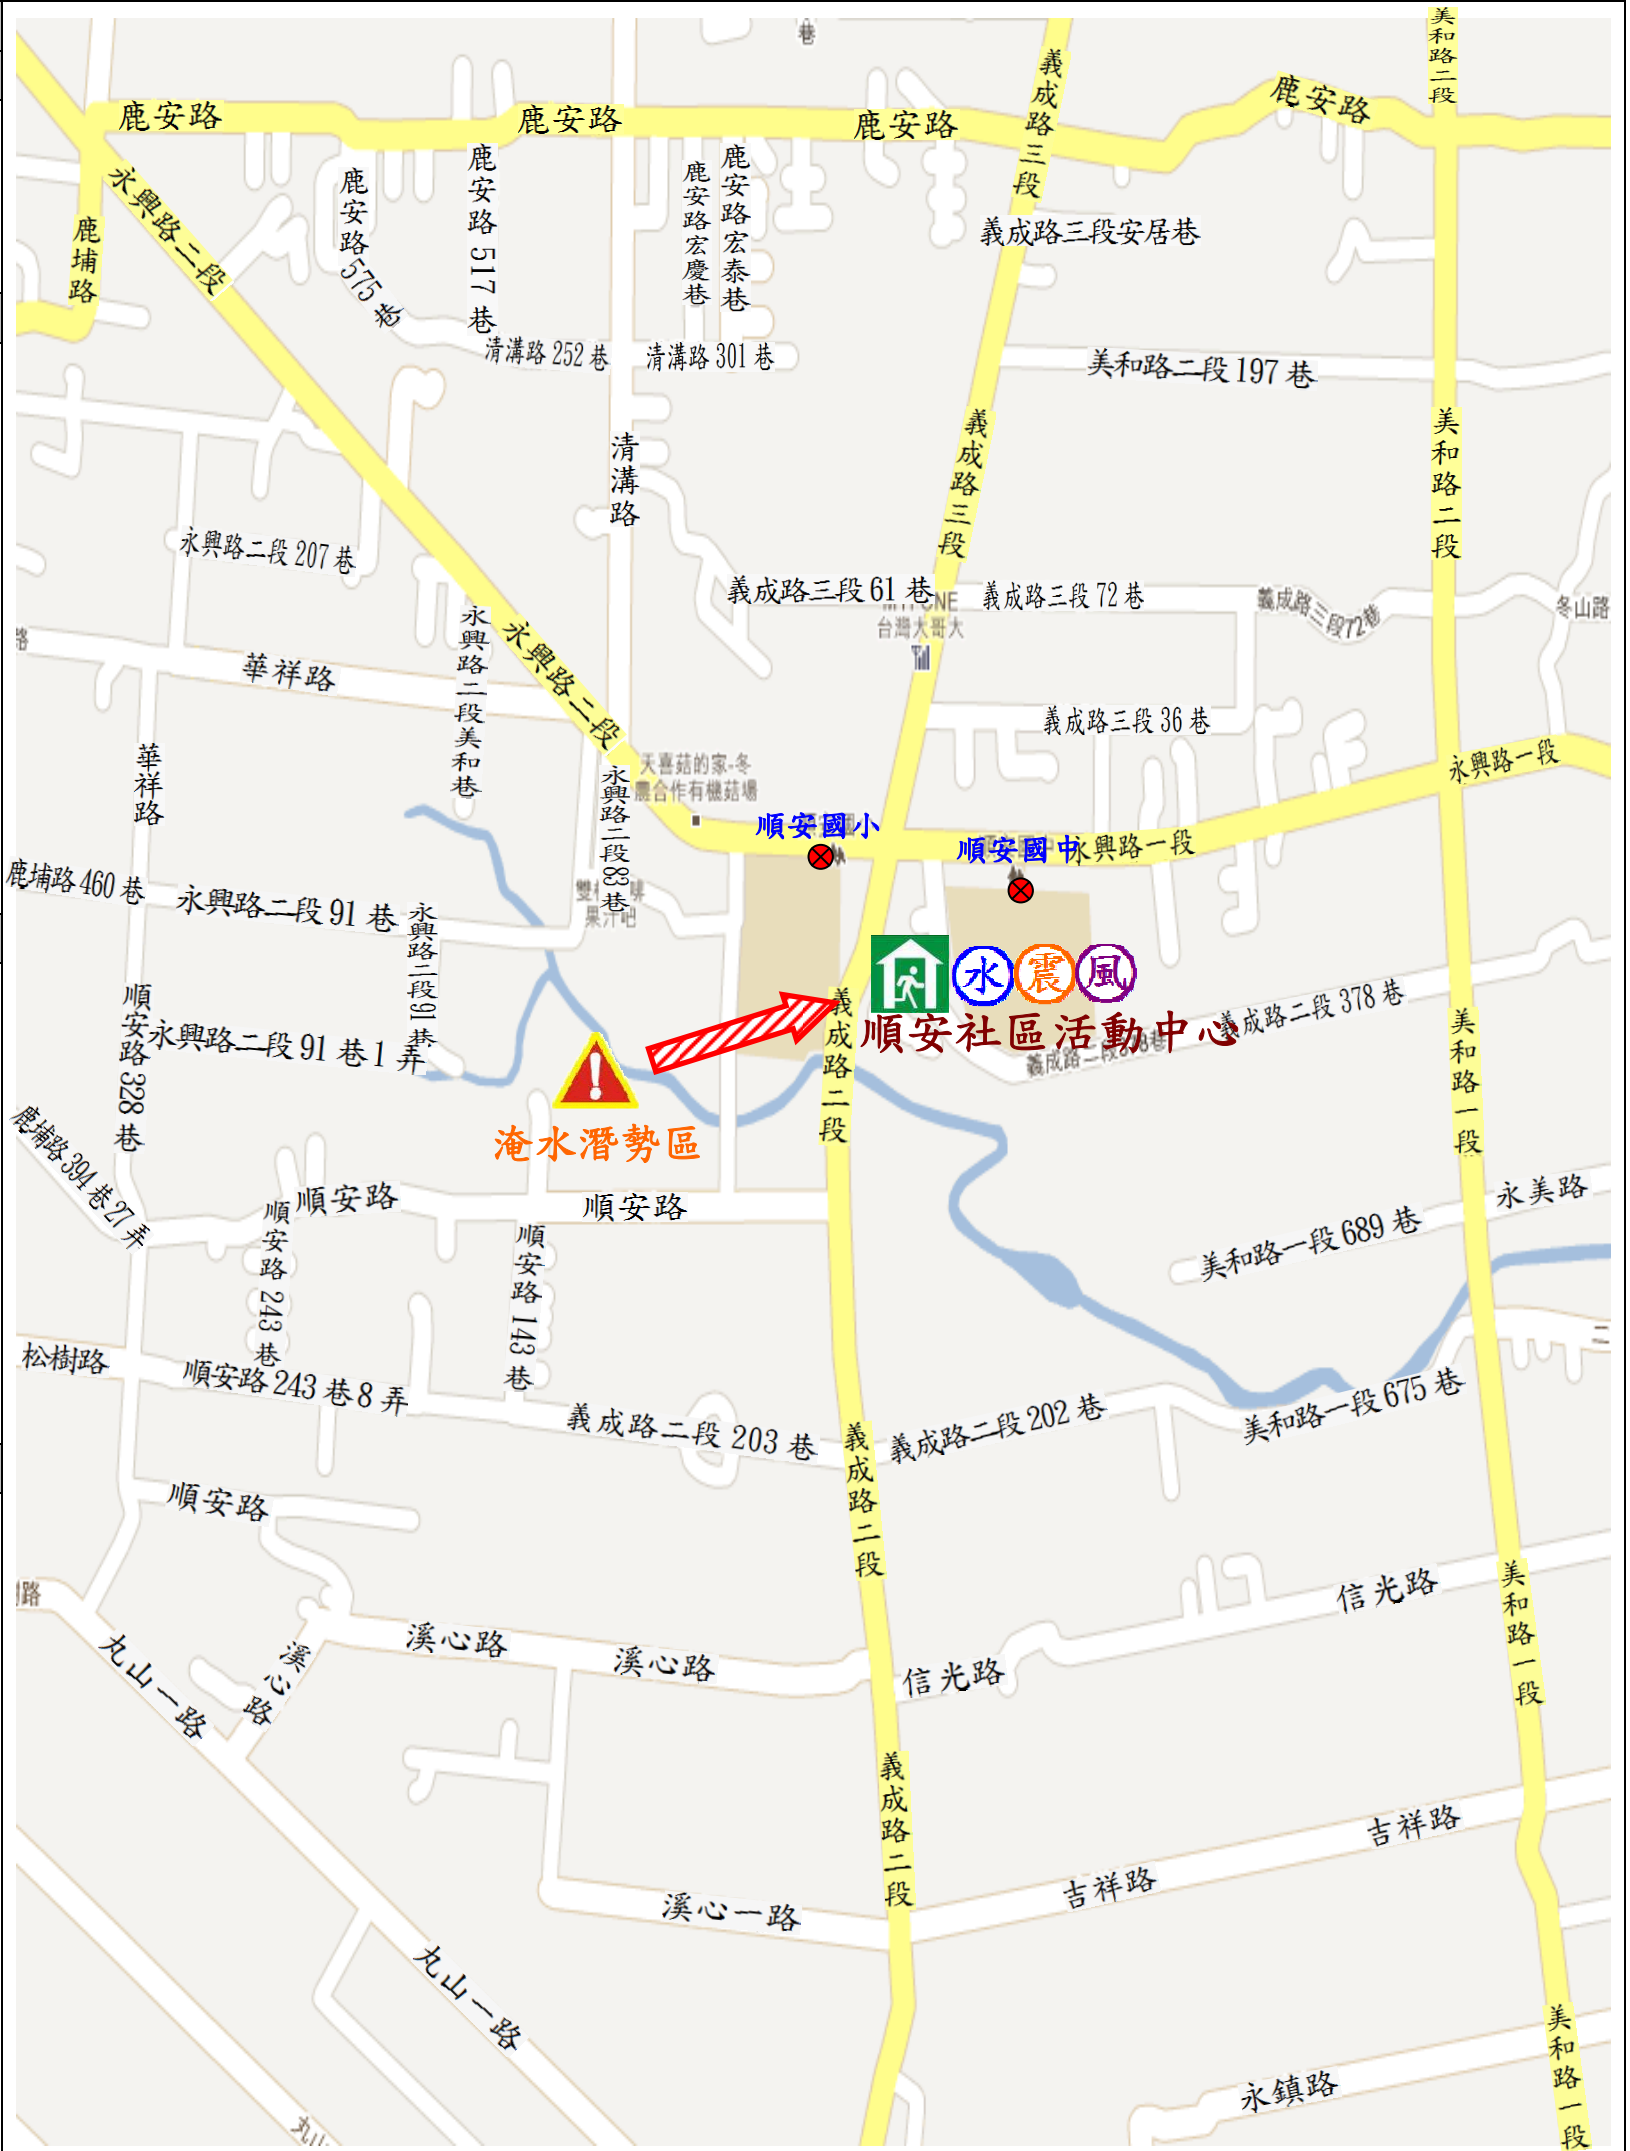 巷
美和路二段
鹿安路
鹿安路
鹿安路
義成路三段
鹿安路
永興路二段
鹿埔路
鹿安路575巷
鹿安路517巷
鹿安路宏慶巷
鹿安路宏泰巷
義成路三段安居巷
清溝路252巷
清溝路301巷
美和路二段197巷
義成路三段
美和路二段
清溝路
永興路二段207巷
義成路三段61巷
義成路三段72巷
義成路三段72巷
冬山路
台灣大哥大
路
華祥路
永興路二段美和巷
永興路二段
義成路三段36巷
華祥路
天喜菇的家-冬
農合作有機菇場
永興路二段83巷
永興路一段
順安國小
順安國中
永興路一段
鹿埔路460巷
永興路二段91巷
永興路二段91巷
果汁吧
水
震
風
順安社區活動中心
順安路328巷
永興路二段91巷1弄
義成路二段
義成路二段378巷
美和路一段
鹿埔路394巷27弄
淹水潛勢區
順安路
順安路
順安路243巷
順安路143巷
永美路
美和路一段689巷
松樹路
順安路243巷8弄
義成路二段203巷
義成路二段
義成路二段202巷
美和路一段675巷
二
順安路
路
丸山一路
溪心路
溪心路
溪心路
信光路
信光路
美和路一段
義成路二段
吉祥路
吉祥路
溪心一路
丸山一路
美和路一段
永鎮路
丸山